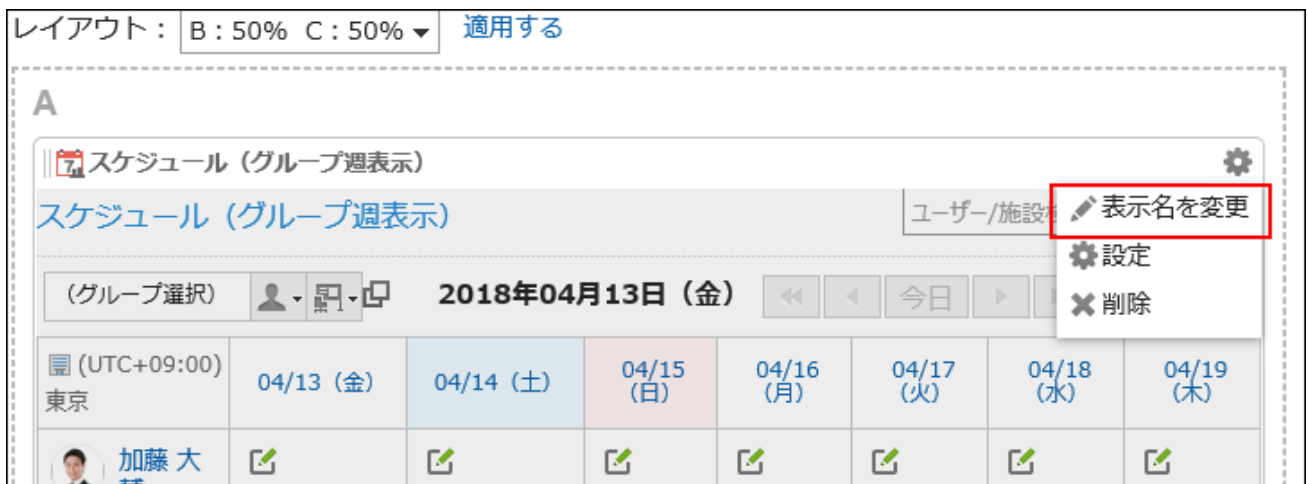 レイアウト： B：50% C：50% 適用する
A
スケジュール（グループ週表示）
スケジュール（グループ週表示）
ユーザー/施設
表示名を変更
設定
削除
（グループ選択） 2018年04月13日（金） 今日
(UTC+09:00)
東京
04/13（金） 04/14（土）
04/15
（日）
04/16
（月）
04/17
（火）
04/18
（水）
04/19
（木）
加藤 大